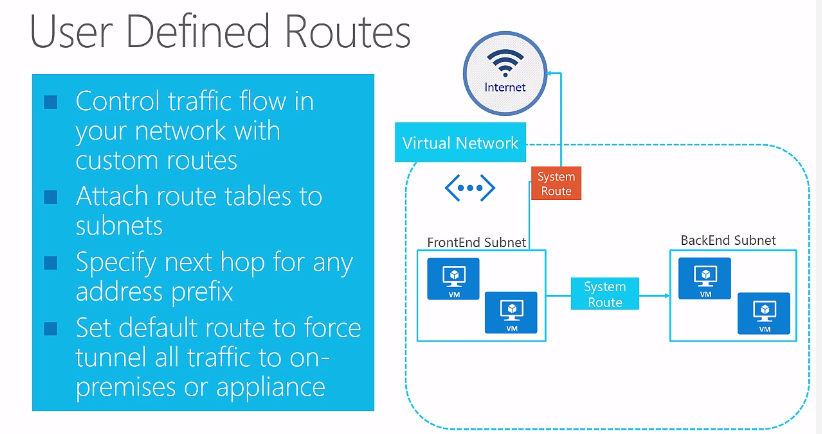 User Defined Routes
Control traffic flow in
your network with
custom routes
Attach route tables to
subnets
Specify next hop for any
address prefix
Set default route to force
tunnel all traffic to on-
premises or appliance
Internet
Virtual Network
System
Route
FrontEnd Subnet
VM
VM
System
Route
BackEnd Subnet
VM
VM